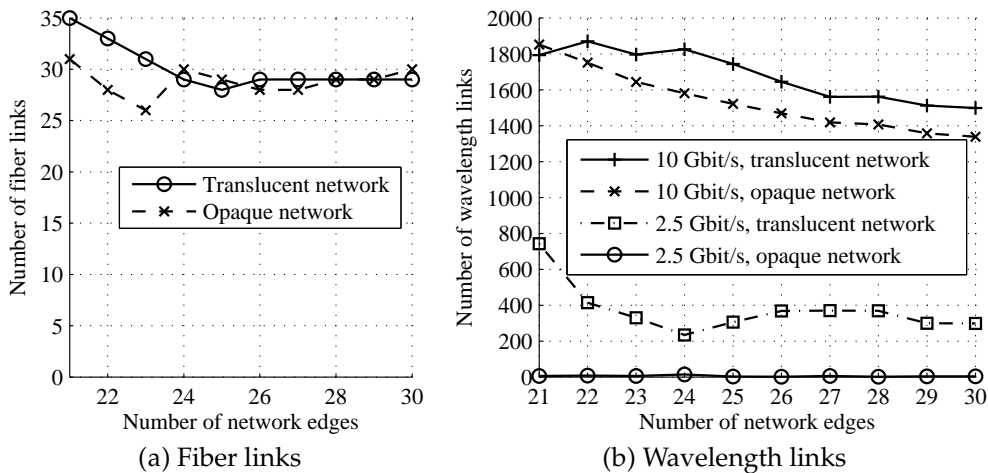 35
30
25
20
15
10
5
0
22
24
26
28
30
Number of fiber links
Number of network edges
Translucent network
Opaque network
(a) Fiber links
2000
1800
1600
1400
1200
1000
800
600
400
200
0
21
22
23
24
25
26
27
28
29
30
Number of wavelength links
Number of network edges
10 Gbit/s, translucent network
10 Gbit/s, opaque network
2.5 Gbit/s, translucent network
2.5 Gbit/s, opaque network
(b) Wavelength links